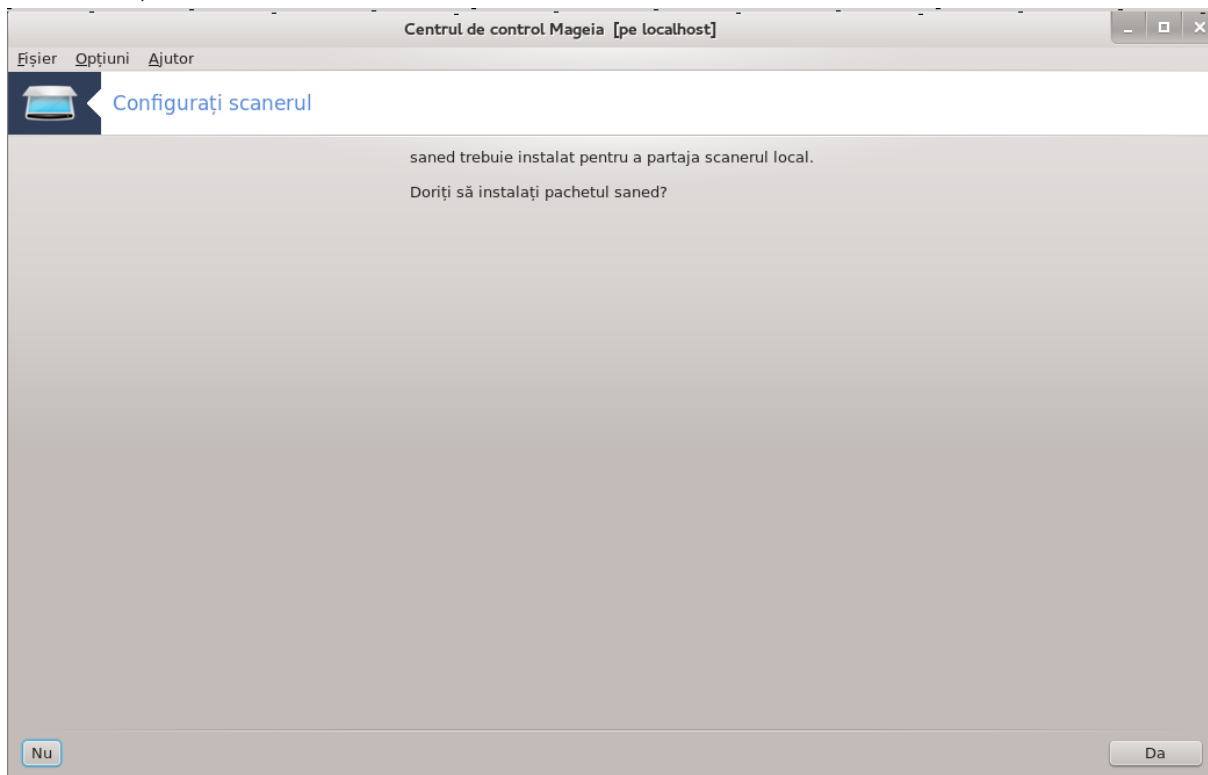 Centrul de control Mageia [pe localhost]
Fișier Opțiuni Ajutor
Configurați scanerul
saned trebuie instalat pentru a partaja scanerul local.
Doriți să instalați pachetul saned?
Nu Da